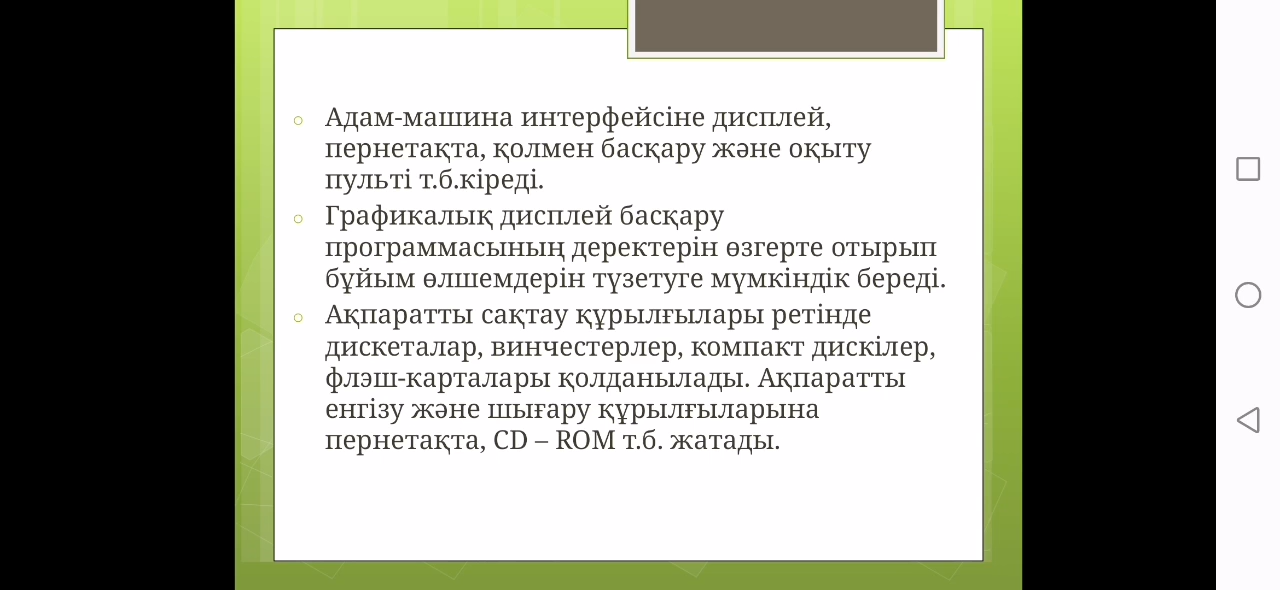 Адам-машина интерфейсіне дисплей,
пернетақта, қолмен басқару және оқыту
пульті т.б.кіреді.
Графикалық дисплей басқару
программасының деректерін өзгерте отырып
бұйым өлшемдерін түзетуге мүмкіндік береді.
Ақпаратты сақтау құрылғылары ретінде
дискеталар, винчестерлер, компакт дискілер,
флэш-карталары қолданылады. Ақпаратты
енгізу және шығару құрылғыларына
пернетақта, CD – ROM т.б. жатады.